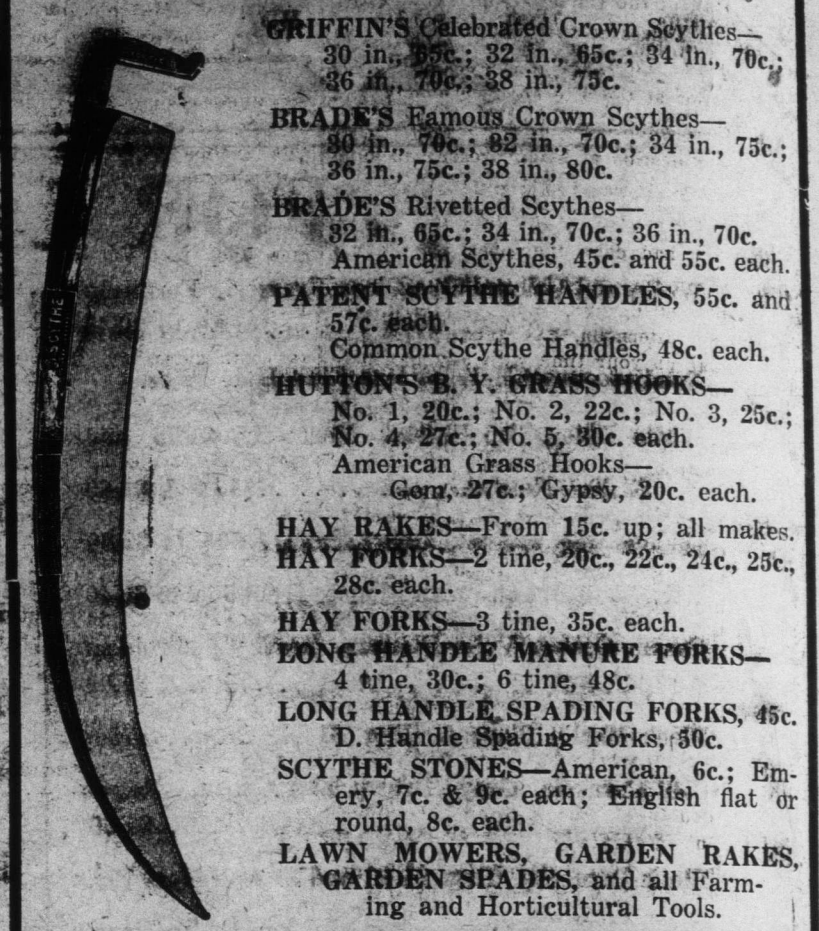 GRIFFIN'S Celebrated Crown Scythes—
30 in., 65c.; 32 in., 65c.; 34 in., 70c.;
36 in., 70c.; 38 in., 75c.
BRADE'S Famous Crown Scythes—
30 in., 70c.; 32 in., 70c.; 34 in., 75c.;
36 in., 75c.; 38 in., 80c.
BRADE'S Rivetted Scythes—
32 in., 65c.; 34 in., 70c.; 36 in., 70c.
American Scythes, 45c. and 55c. each.
PATENT SCYTHE HANDLES, 55c. and
57c. each.
Common Scythe Handles, 48c. each.
HUTTON'S B. Y. GRASS HOOKS—
No. 1, 20c.; No. 2, 22c.; No. 3, 25c.;
No. 4, 27c.; No. 5, 30c. each.
American Grass Hooks—
Gem, 27c.; Gypsy, 20c. each.
HAY RAKES—From 15c. up; all makes.
HAY FORKS—2 tine, 20c., 22c., 24c., 25c.,
28c. each.
HAY FORKS—3 tine, 35c. each.
LONG HANDLE MANURE FORKS—
4 tine, 30c.; 6 tine, 48c.
LONG HANDLE SPADING FORKS, 45c.
D. Handle Spading Forks, 30c.
SCYTHE STONES—American, 6c.; Em-
ery, 7c. & 9c. each; English flat or
round, 8c. each.
LAWN MOWERS, GARDEN RAKES,
GARDEN SPADES, and all Farm-
ing and Horticultural Tools.